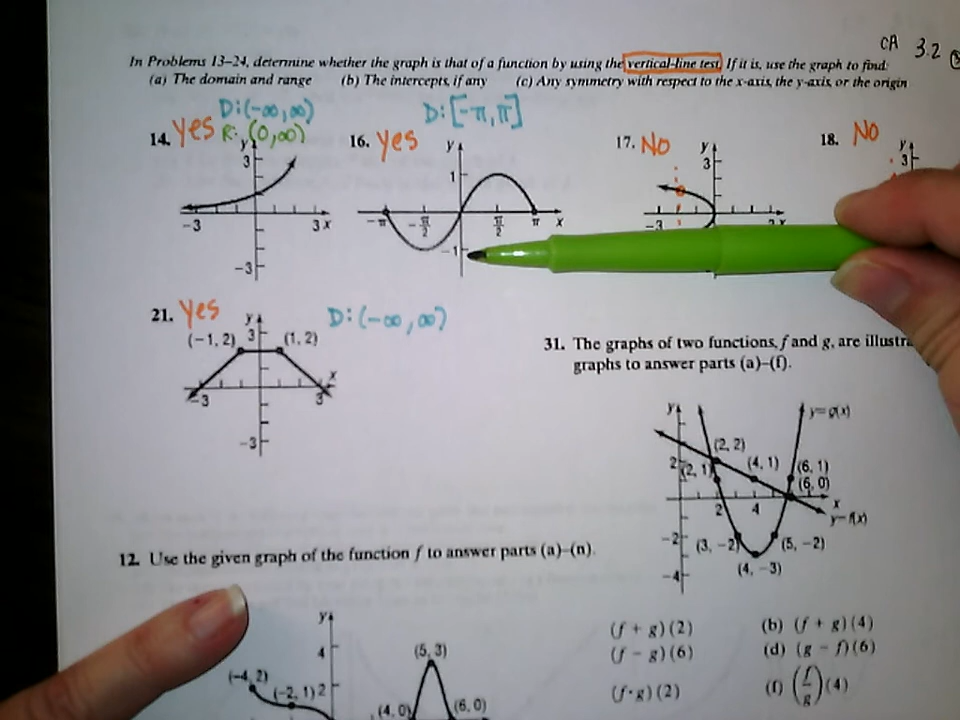 CA 3.2
In Problems 13–24, determine whether the graph is that of a function by using the vertical-line test. If it is, use the graph to find:
(a) The domain and range (b) The intercepts, if any (c) Any symmetry with respect to the x-axis, the y-axis, or the origin
D:(-∞,∞) D:[-π,π]
14. yes R: (0,∞) 16. yes 17. No 18. No
y y y y
3 1 3 3
-3 3 x -π -π/2 π/2 π x -3
-3 -1
21. yes D:(-∞,∞)
y
(-1, 2) 3 (1, 2)
x
-3 3
-3
31. The graphs of two functions, f and g, are
graphs to answer parts (a)–(f).
y y=g(x)
(2, 2)
2 (2, 1) (4, 1) (6, 1)
(6, 0)
2 4 x
y=f(x)
-2 (3, -2) (5, -2)
(4, -3)
-4
12. Use the given graph of the function f to answer parts (a)–(n).
y
4 (5, 3)
(-4, 2)
(-2, 1) 2
(4, 0) (6, 0)
(f + g)(2) (b) (f + g)(4)
(f - g)(6) (d) (g - f)(6)
(f·g)(2) (f) (f/g)(4)